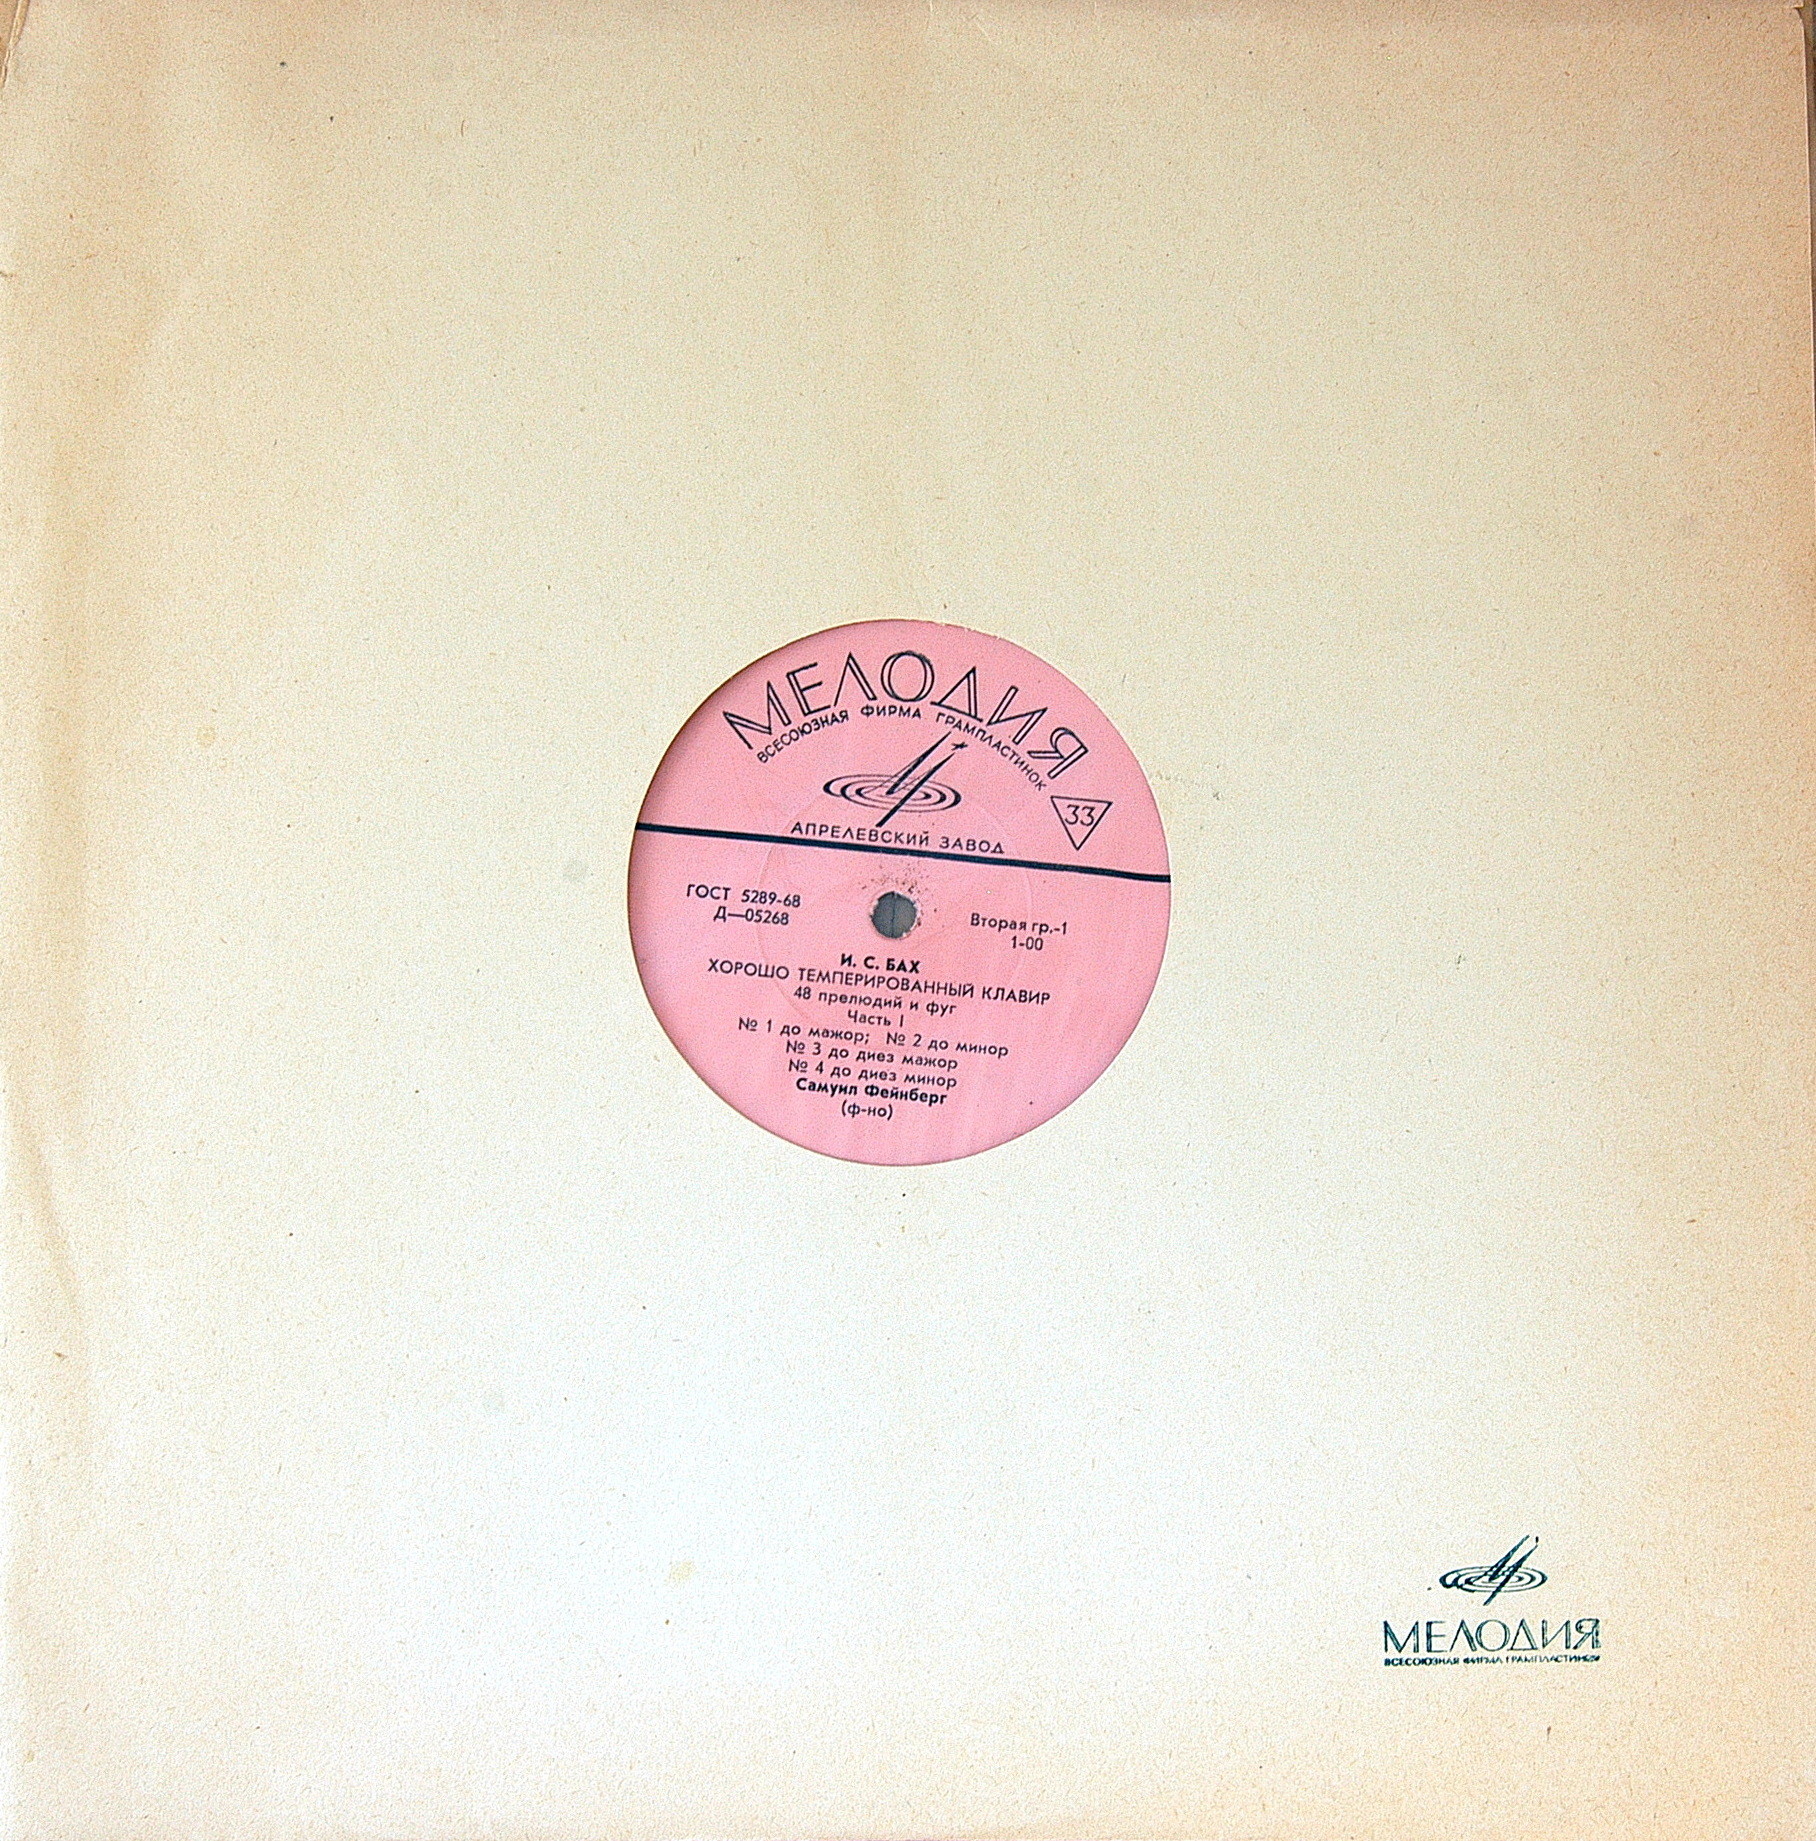 МЕЛОДИЯ
ВСЕСОЮЗНАЯ ФИРМА ГРАМПЛАСТИНОК
33
АПРЕЛЕВСКИЙ ЗАВОД
ГОСТ 5289-68
Д—05268
Вторая гр.-1
1-00
И. С. БАХ
ХОРОШО ТЕМПЕРИРОВАННЫЙ КЛАВИР
48 прелюдий и фуг
Часть I
№ 1 до мажор; № 2 до минор
№ 3 до диез мажор
№ 4 до диез минор
Самуил Фейнберг
(ф-но)
МЕЛОДИЯ
ВСЕСОЮЗНАЯ ФИРМА ГРАМПЛАСТИНОК